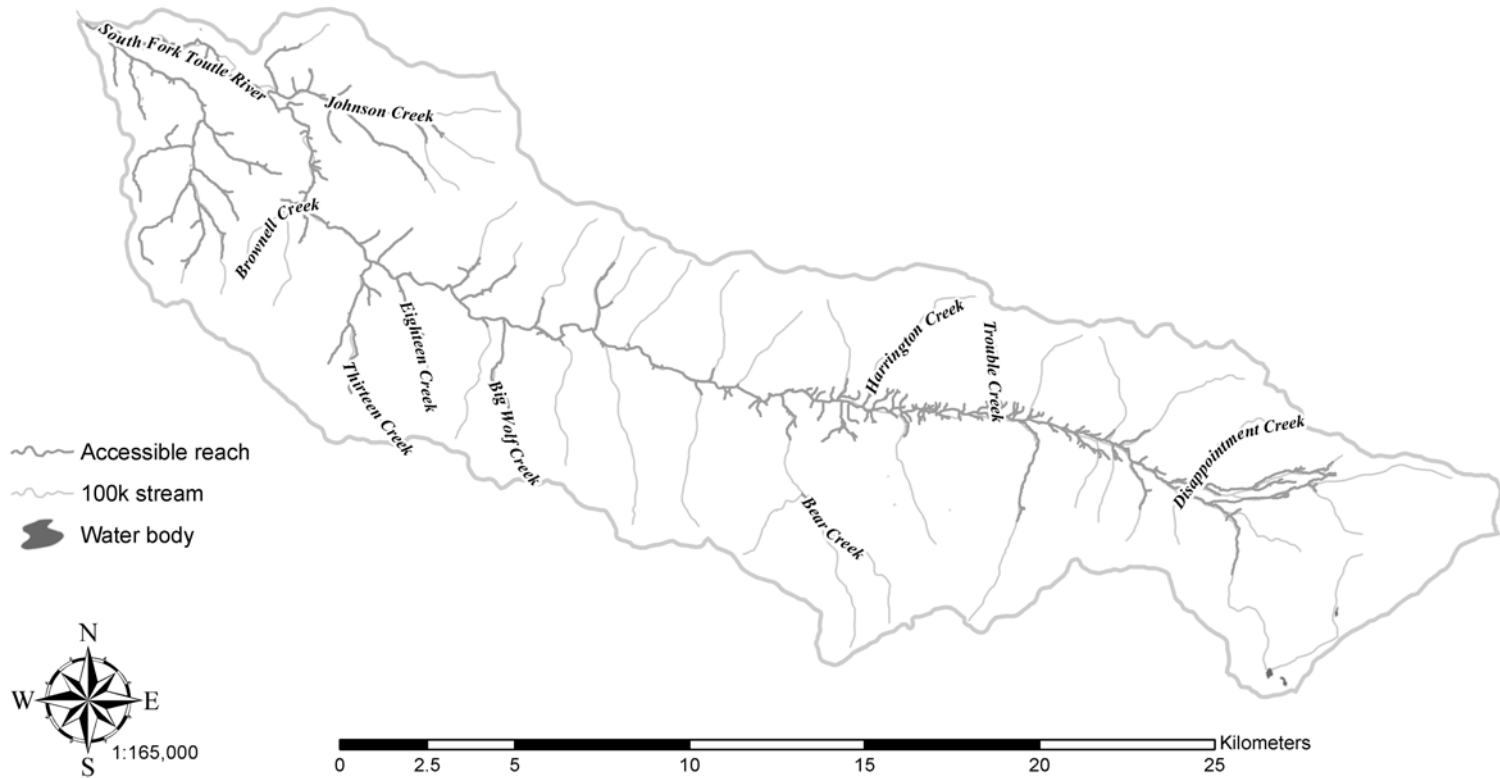 South Fork Toutle River
Johnson Creek
Brownell Creek
Eighteen Creek
Thirteen Creek
Big Wolf Creek
Harrington Creek
Trouble Creek
Disappointment Creek
Bear Creek
Accessible reach
100k stream
Water body
N
W E
S
1:165,000
Kilometers
0 2.5 5 10 15 20 25